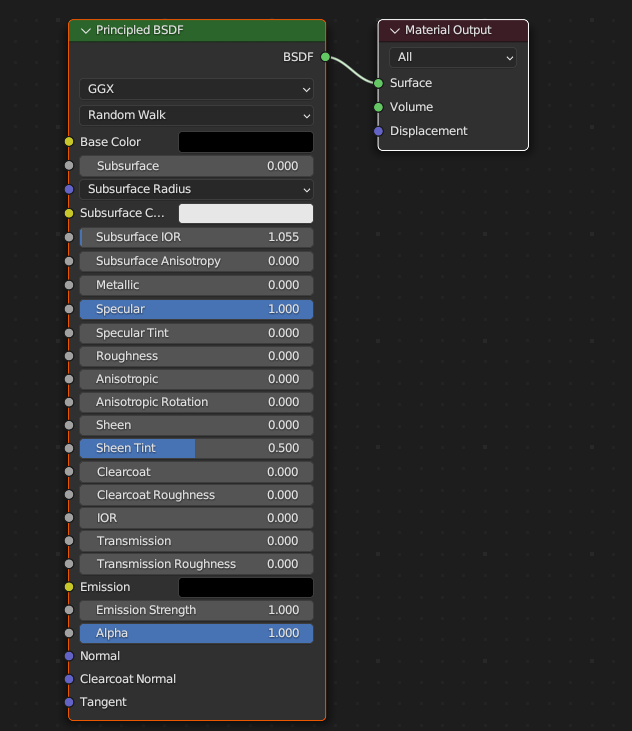 Principled BSDF
BSDF
GGX
Random Walk
Base Color
Subsurface 0.000
Subsurface Radius
Subsurface C...
Subsurface IOR 1.055
Subsurface Anisotropy 0.000
Metallic 0.000
Specular 1.000
Specular Tint 0.000
Roughness 0.000
Anisotropic 0.000
Anisotropic Rotation 0.000
Sheen 0.000
Sheen Tint 0.500
Clearcoat 0.000
Clearcoat Roughness 0.000
IOR 0.000
Transmission 0.000
Transmission Roughness 0.000
Emission
Emission Strength 1.000
Alpha 1.000
Normal
Clearcoat Normal
Tangent
Material Output
All
Surface
Volume
Displacement